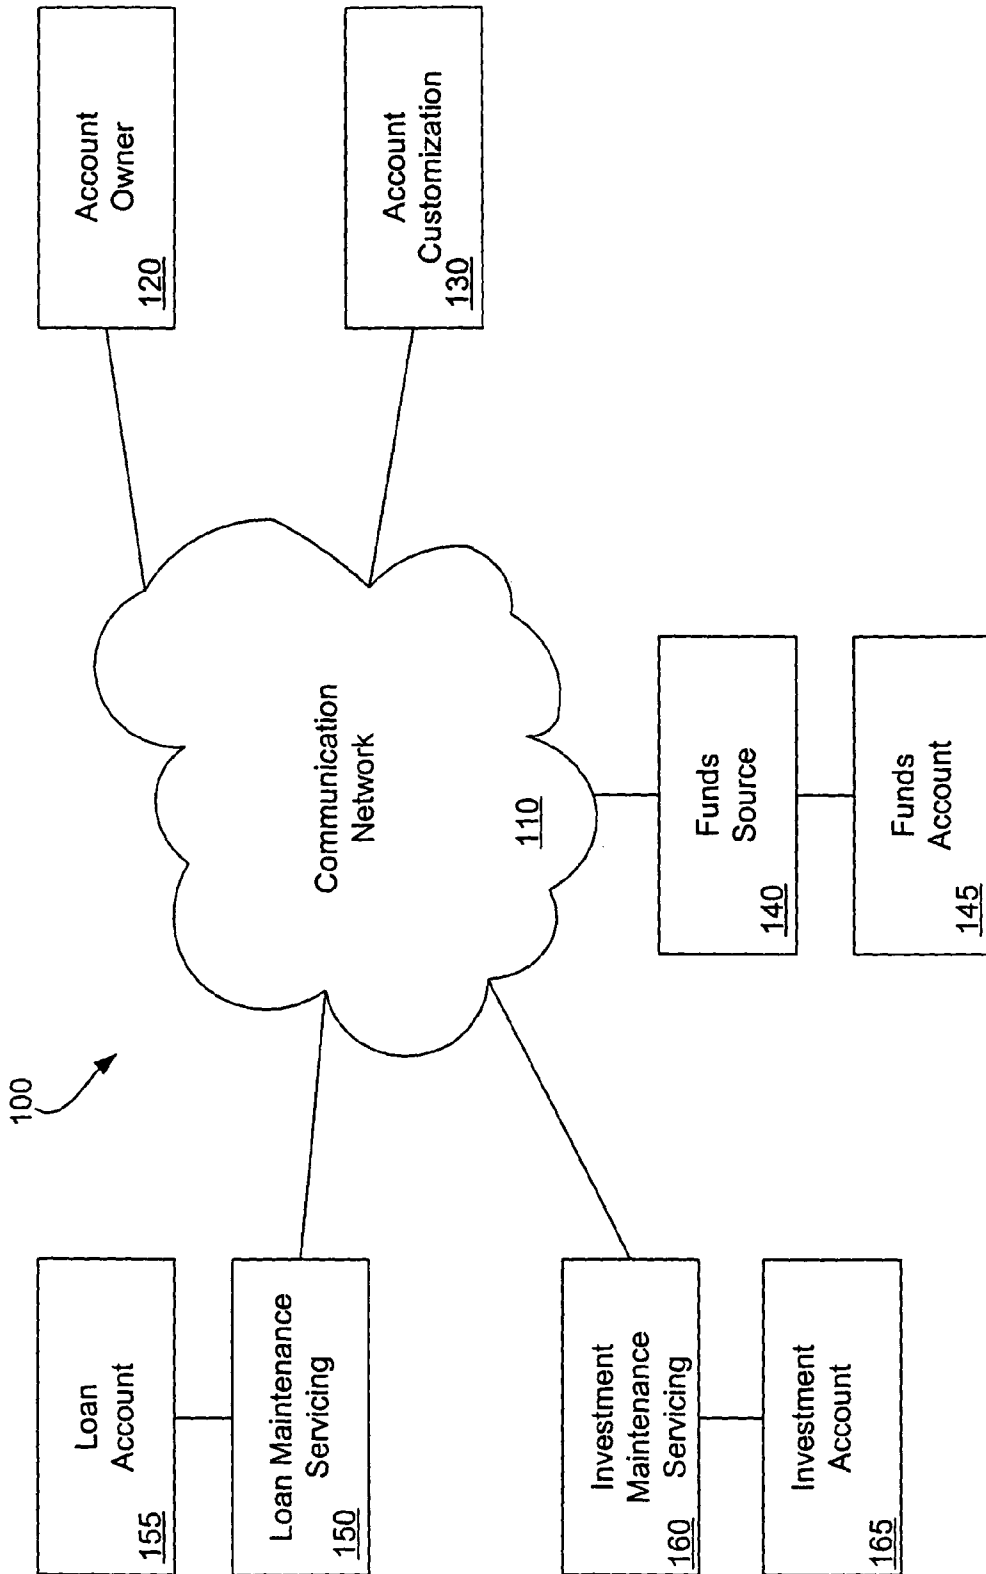 100
Loan
Account
155
Loan Maintenance
Servicing
150
Investment
Maintenance
Servicing
160
Investment
Account
165
Communication
Network
110
Funds
Source
140
Funds
Account
145
Account
Owner
120
Account
Customization
130